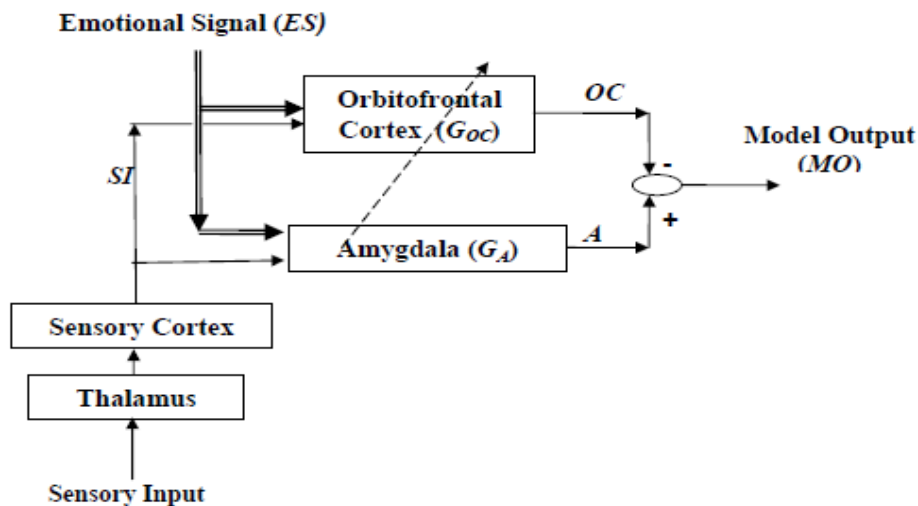 Emotional Signal (ES)
Orbitofrontal
Cortex (GOC)
OC
Model Output
(MO)
SI
-
+
Amygdala (GA)
A
Sensory Cortex
Thalamus
Sensory Input